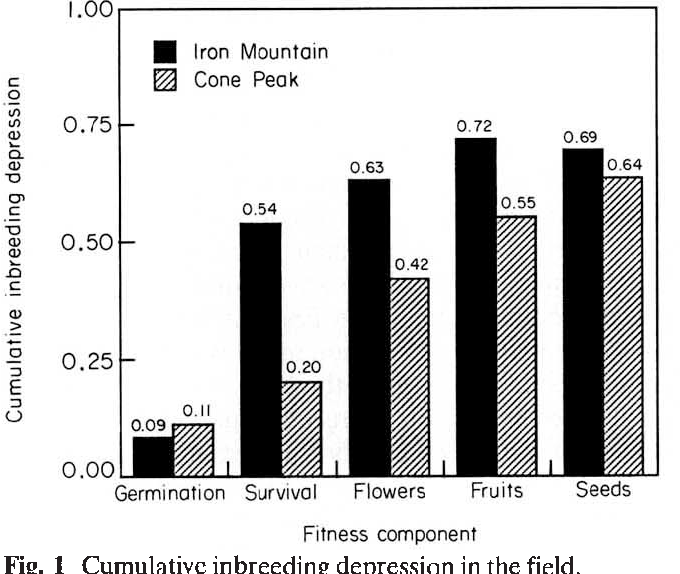 1.00
Iron Mountain
Cone Peak
Cumulative inbreeding depression
0.75
0.50
0.25
0.00
0.09
0.11
0.54
0.20
0.63
0.42
0.72
0.55
0.69
0.64
Germination Survival Flowers Fruits Seeds
Fitness component
Fig. 1 Cumulative inbreeding depression in the field.